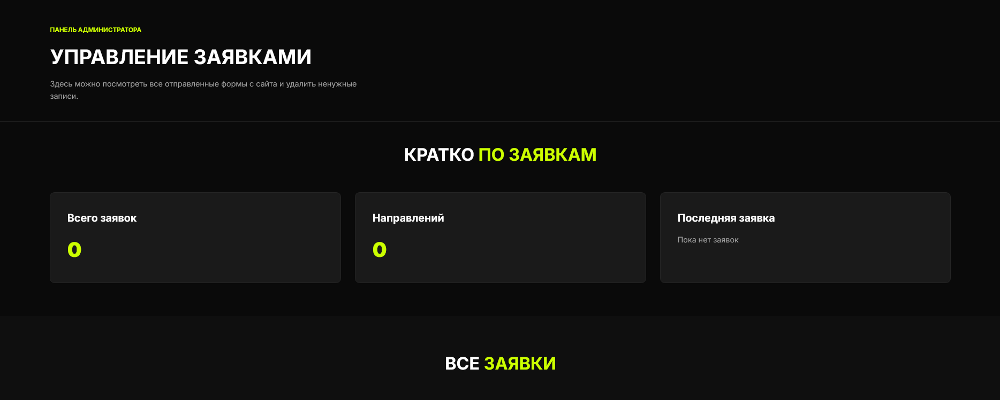 ПАНЕЛЬ АДМИНИСТРАТОРА
УПРАВЛЕНИЕ ЗАЯВКАМИ
Здесь можно посмотреть все отправленные формы с сайта и удалить ненужные
записи.
КРАТКО ПО ЗАЯВКАМ
Всего заявок
0
Направлений
0
Последняя заявка
Пока нет заявок
ВСЕ ЗАЯВКИ